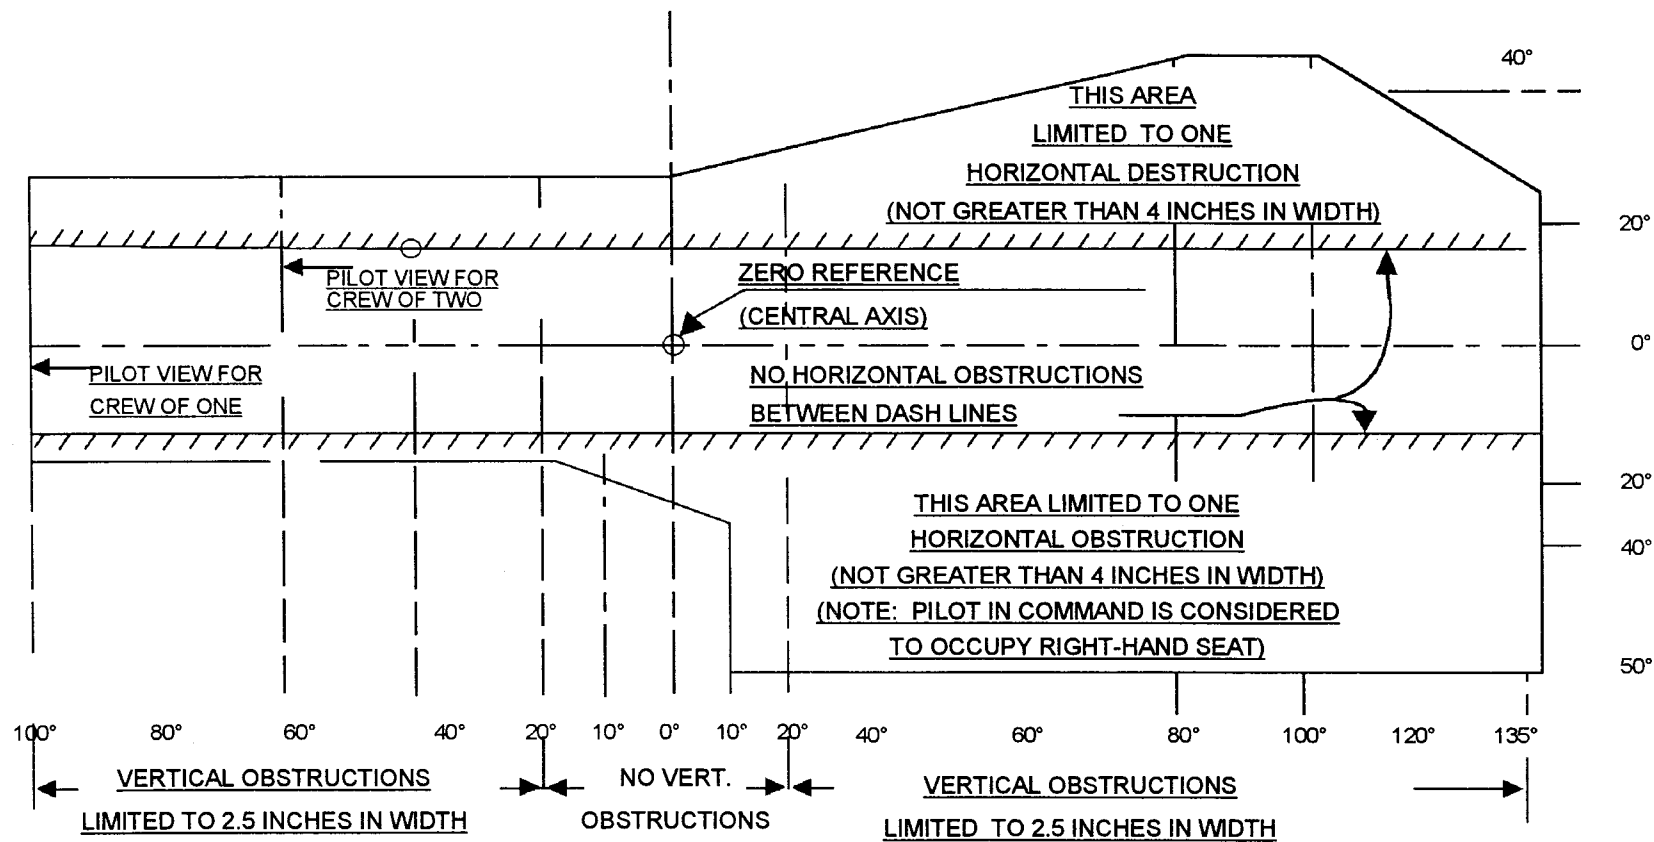 40°
THIS AREA
LIMITED TO ONE
HORIZONTAL DESTRUCTION
(NOT GREATER THAN 4 INCHES IN WIDTH)
20°
PILOT VIEW FOR
CREW OF TWO
ZERO REFERENCE
(CENTRAL AXIS)
0°
PILOT VIEW FOR
CREW OF ONE
NO HORIZONTAL OBSTRUCTIONS
BETWEEN DASH LINES
20°
THIS AREA LIMITED TO ONE
HORIZONTAL OBSTRUCTION
40°
(NOT GREATER THAN 4 INCHES IN WIDTH)
(NOTE: PILOT IN COMMAND IS CONSIDERED
TO OCCUPY RIGHT-HAND SEAT)
50°
100° 80° 60° 40° 20° 10° 0° 10° 20° 40° 60° 80° 100° 120° 135°
VERTICAL OBSTRUCTIONS
LIMITED TO 2.5 INCHES IN WIDTH
NO VERT.
OBSTRUCTIONS
VERTICAL OBSTRUCTIONS
LIMITED TO 2.5 INCHES IN WIDTH